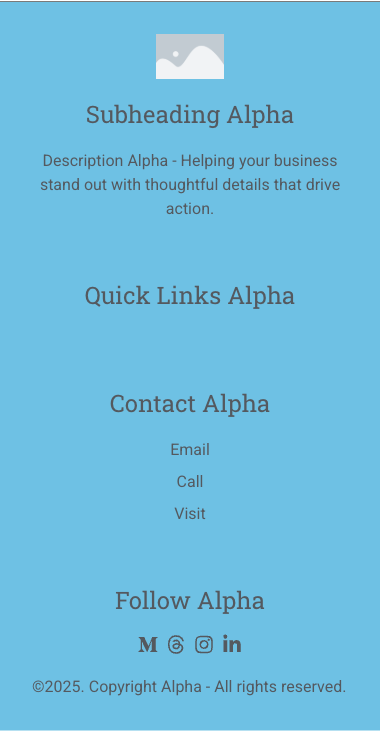 Subheading Alpha
Description Alpha - Helping your business
stand out with thoughtful details that drive
action.
Quick Links Alpha
Contact Alpha
Email
Call
Visit
Follow Alpha
©2025. Copyright Alpha - All rights reserved.